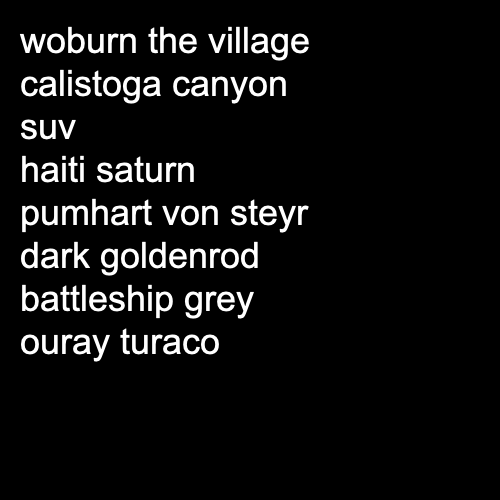 woburn the village
calistoga canyon
suv
haiti saturn
pumhart von steyr
dark goldenrod
battleship grey
ouray turaco